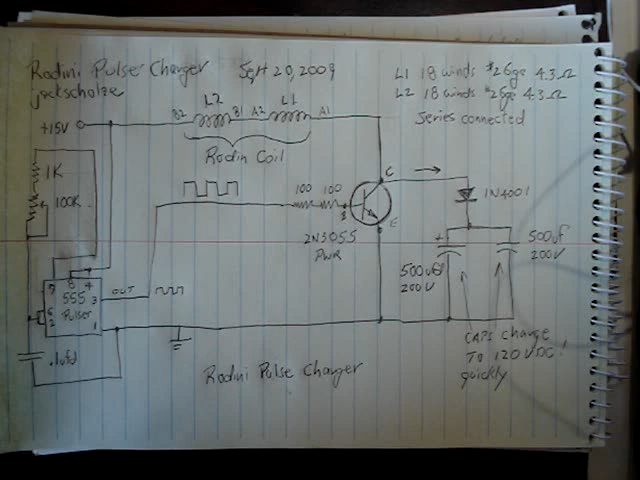 Rodini Pulse Charger Sept 20, 2009
jackscholze
L1 18 winds #26ga 4.3Ω
L2 18 winds #26ga 4.3Ω
Series connected
+15V
B2 L2 B1 A2 L1 A1
Rodin Coil
1K
100K
100 100
B
C
E
2N3055
PWR
1N4001
+
500ufd
200V
500uf
200V
7 8 4
555
Pulser
3
6
2
1
OUT
.1ufd
CAPS Charge
TO 120VDC!
quickly
Rodini Pulse Charger